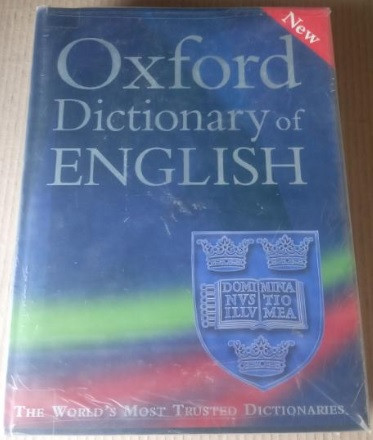 New
Oxford
Dictionary of
ENGLISH
DOMI MINA
NVS TIO
ILLV MEA
THE WORLD'S MOST TRUSTED DICTIONARIES